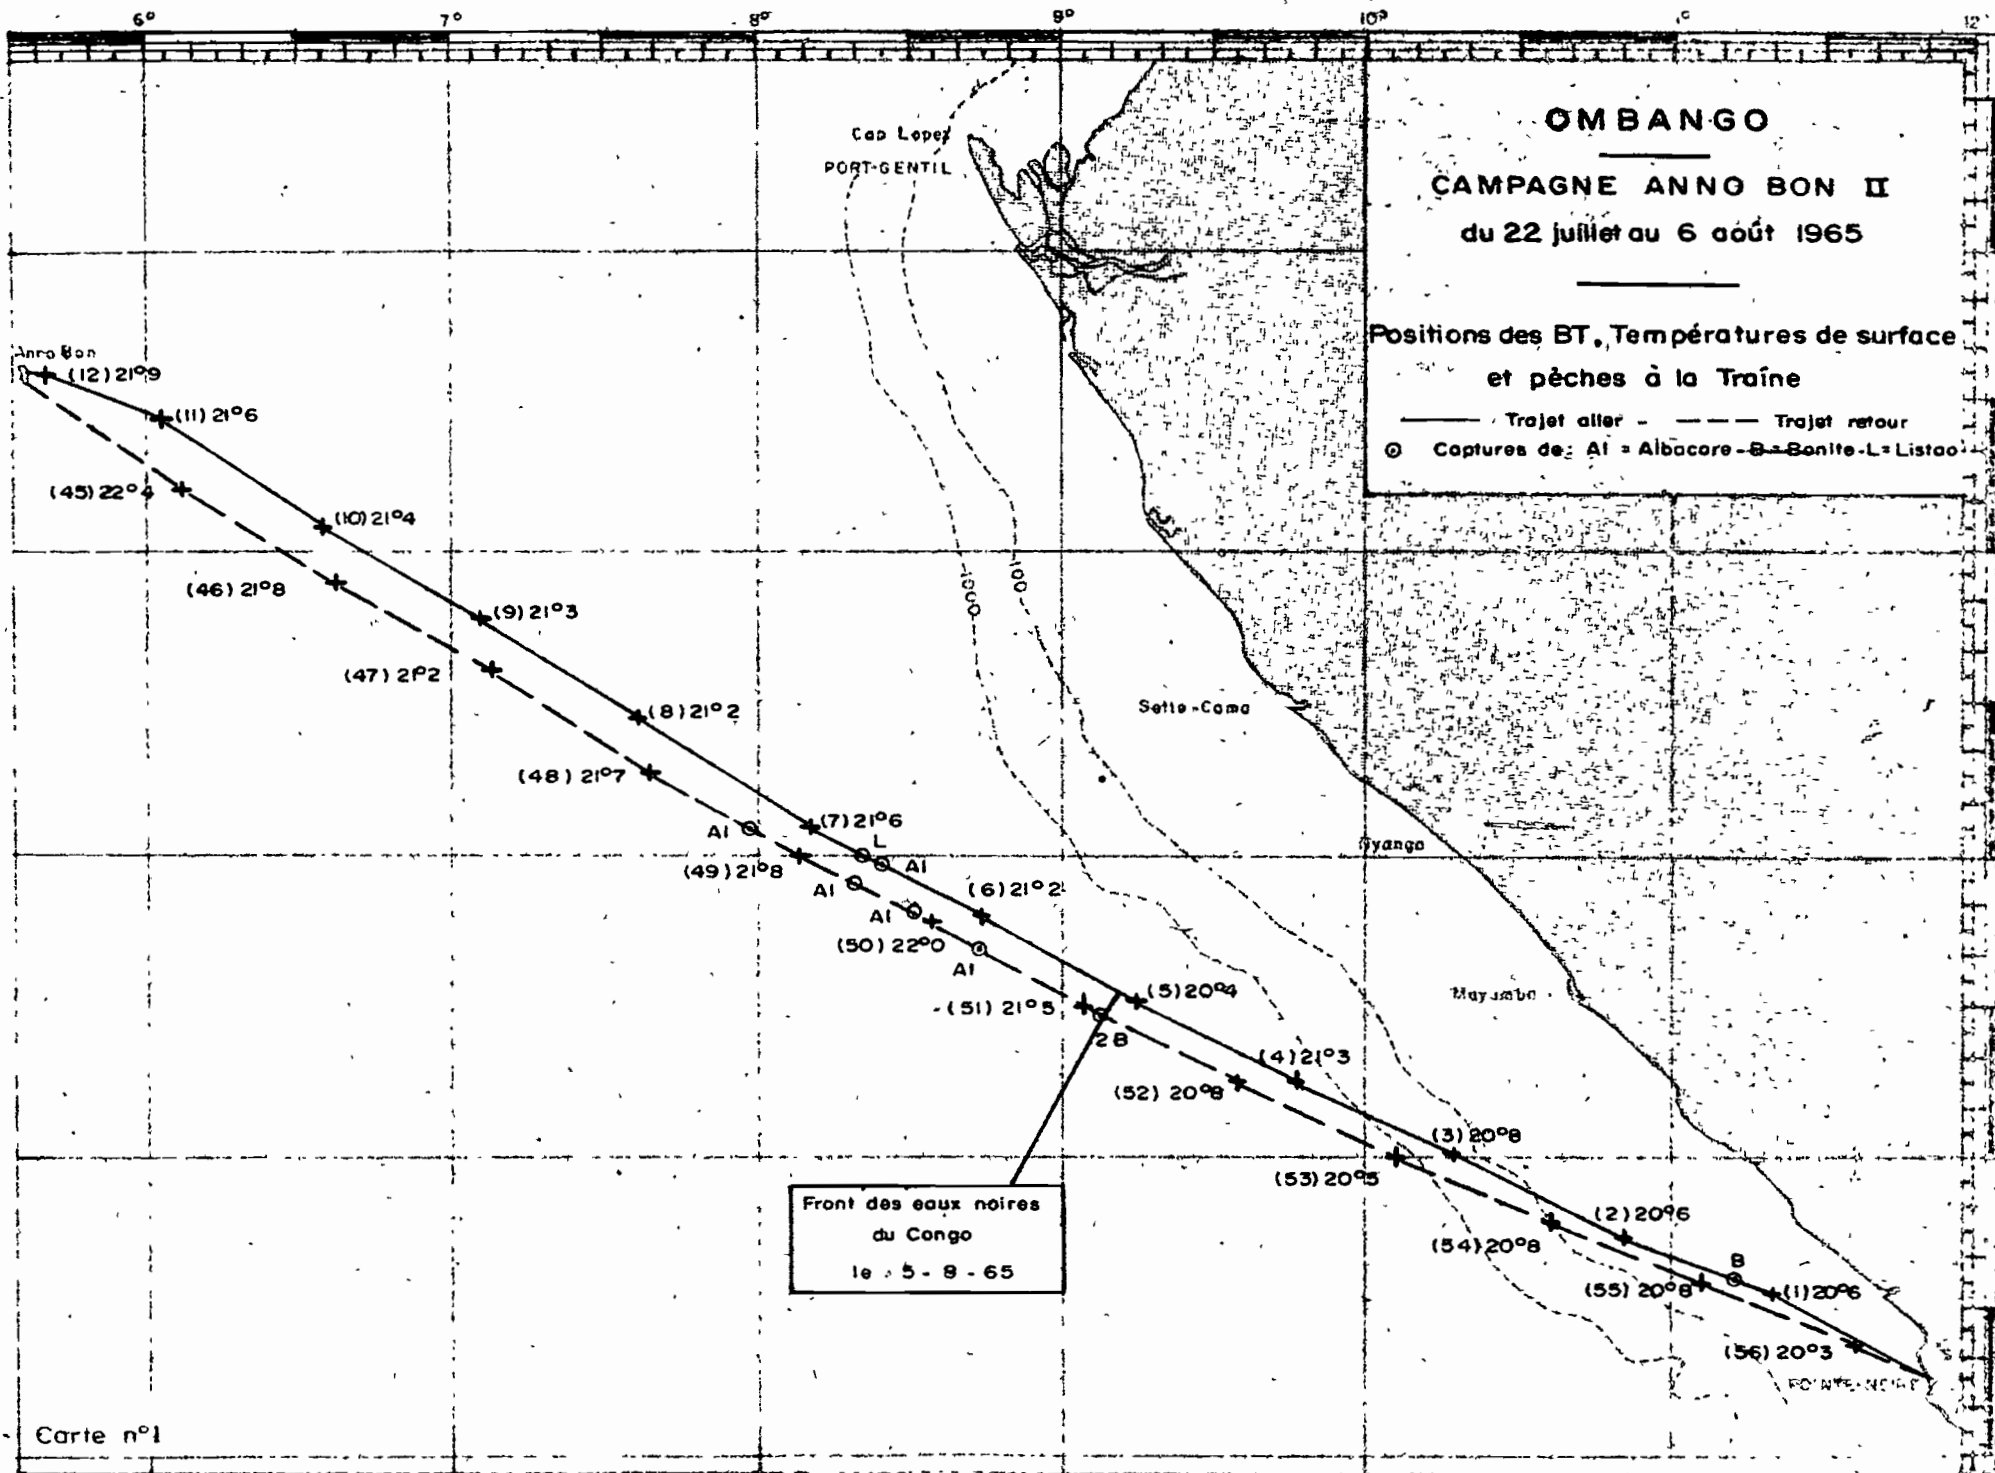 6° 7° 8° 9° 10° 1° 12
OMBANGO
CAMPAGNE ANNO BON II
du 22 juillet au 6 août 1965
Positions des BT., Températures de surface
et pèches à la Traîne
Trajet aller - Trajet retour
Captures de: Al = Albacore - B = Bonite - L = Listao
Cap Lopez
PORT-GENTIL
Anno Bon
(12) 21°9
(11) 21°6
(45) 22°4
(10) 21°4
(46) 21°8
(9) 21°3
(47) 21°2
(8) 21°2
(48) 21°7
1000
100
Sette-Cama
Nyanga
Al
(7) 21°6
L
Al
(49) 21°8
Al
(6) 21°2
Al
(50) 22°0
Al
(5) 20°4
(51) 21°5
2B
Mayumba
(4) 21°3
(52) 20°8
(3) 20°8
(53) 20°5
(2) 20°6
(54) 20°8
B
(55) 20°8
(1) 20°6
(56) 20°3
POINTE-NOIRE
Front des eaux noires
du Congo
le 5 - 8 - 65
Carte n°1